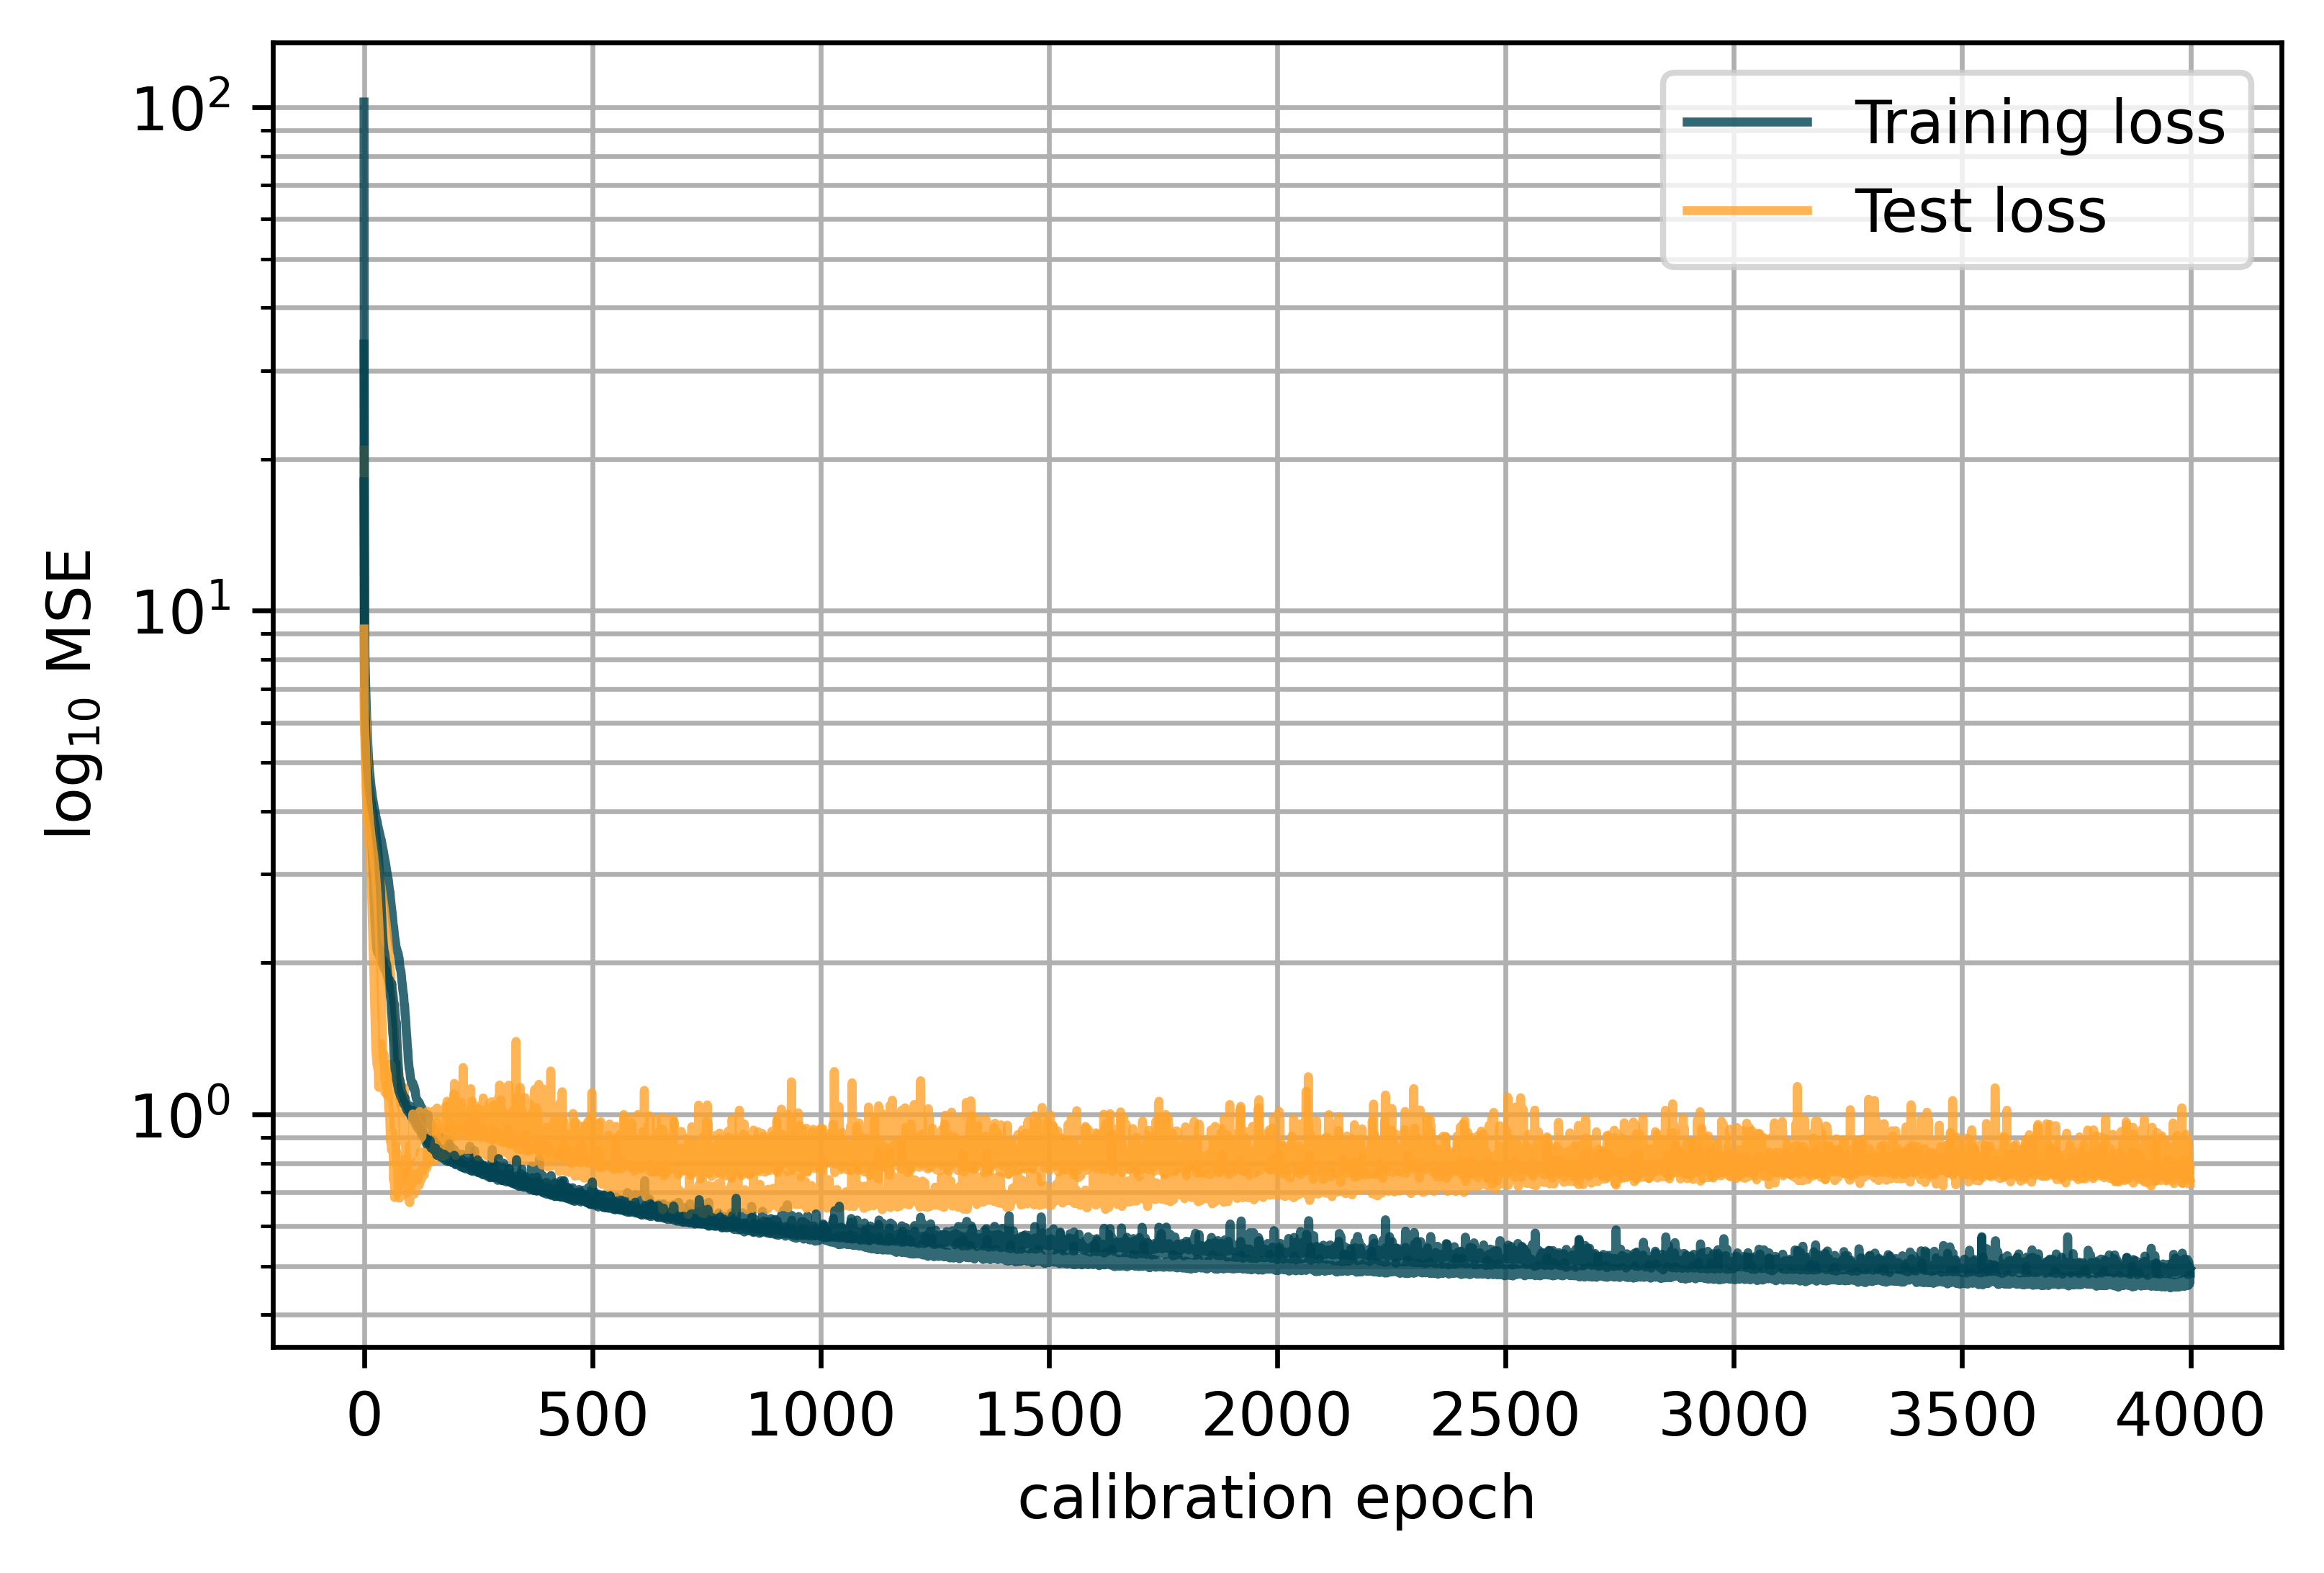 Training loss
Test loss
10²
10¹
10⁰
log₁₀ MSE
0 500 1000 1500 2000 2500 3000 3500 4000
calibration epoch